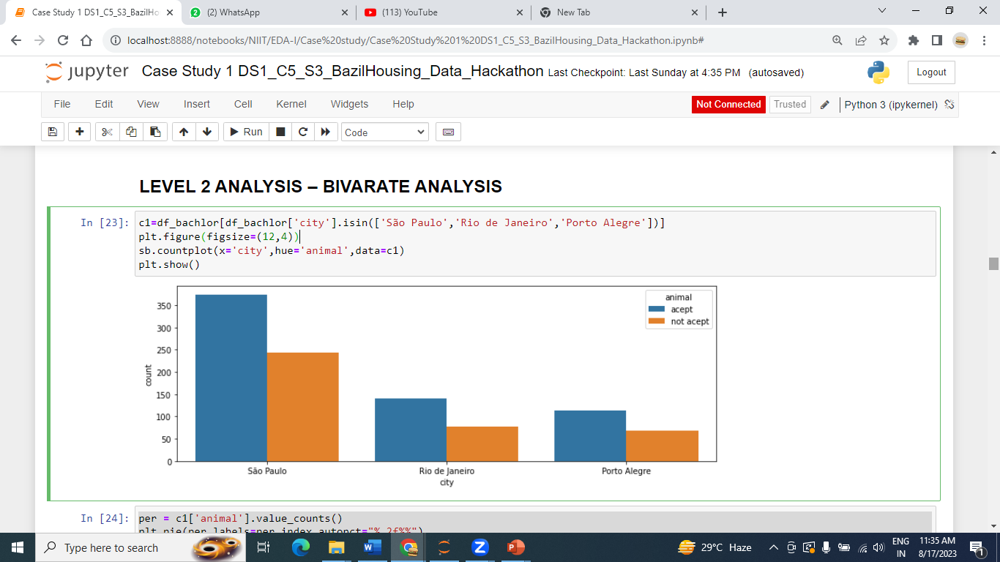 Case Study 1 DS1_C5_S3_BazilHo
(2) WhatsApp
(113) YouTube
New Tab
localhost:8888/notebooks/NIIT/EDA-I/Case%20study/Case%20Study%201%20DS1_C5_S3_BazilHousing_Data_Hackathon.ipynb#
jupyter Case Study 1 DS1_C5_S3_BazilHousing_Data_Hackathon Last Checkpoint: Last Sunday at 4:35 PM (autosaved)
Logout
File Edit View Insert Cell Kernel Widgets Help
Not Connected Trusted Python 3 (ipykernel)
Run Code
LEVEL 2 ANALYSIS – BIVARATE ANALYSIS
In [23]:
c1=df_bachlor[df_bachlor['city'].isin(['São Paulo','Rio de Janeiro','Porto Alegre'])]
plt.figure(figsize=(12,4))
sb.countplot(x='city',hue='animal',data=c1)
plt.show()
animal
acept
not acept
350
300
250
200
150
100
50
0
count
São Paulo Rio de Janeiro Porto Alegre
city
In [24]:
per = c1['animal'].value_counts()
plt.pie(per,labels=per.index,autopct="%.2f%%")
Type here to search
29°C Haze
ENG
IN
11:35 AM
8/17/2023
1